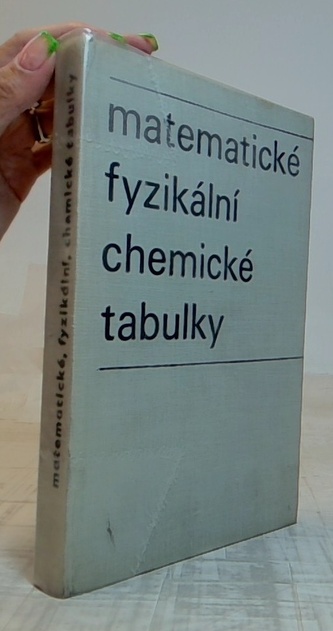 matematické
fyzikální
chemické
tabulky
matematické, fyzikální, chemické tabulky